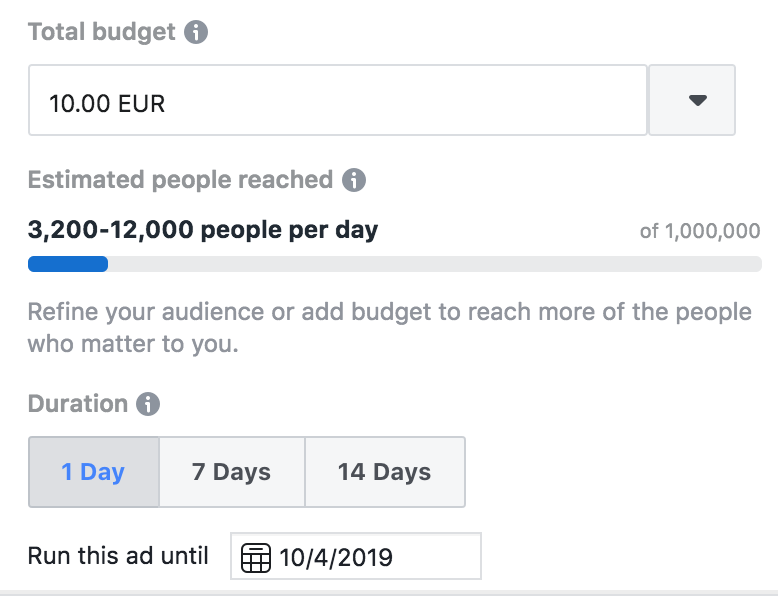 Total budget
10.00 EUR
Estimated people reached
3,200-12,000 people per day
of 1,000,000
Refine your audience or add budget to reach more of the people
who matter to you.
Duration
1 Day 7 Days 14 Days
Run this ad until 10/4/2019